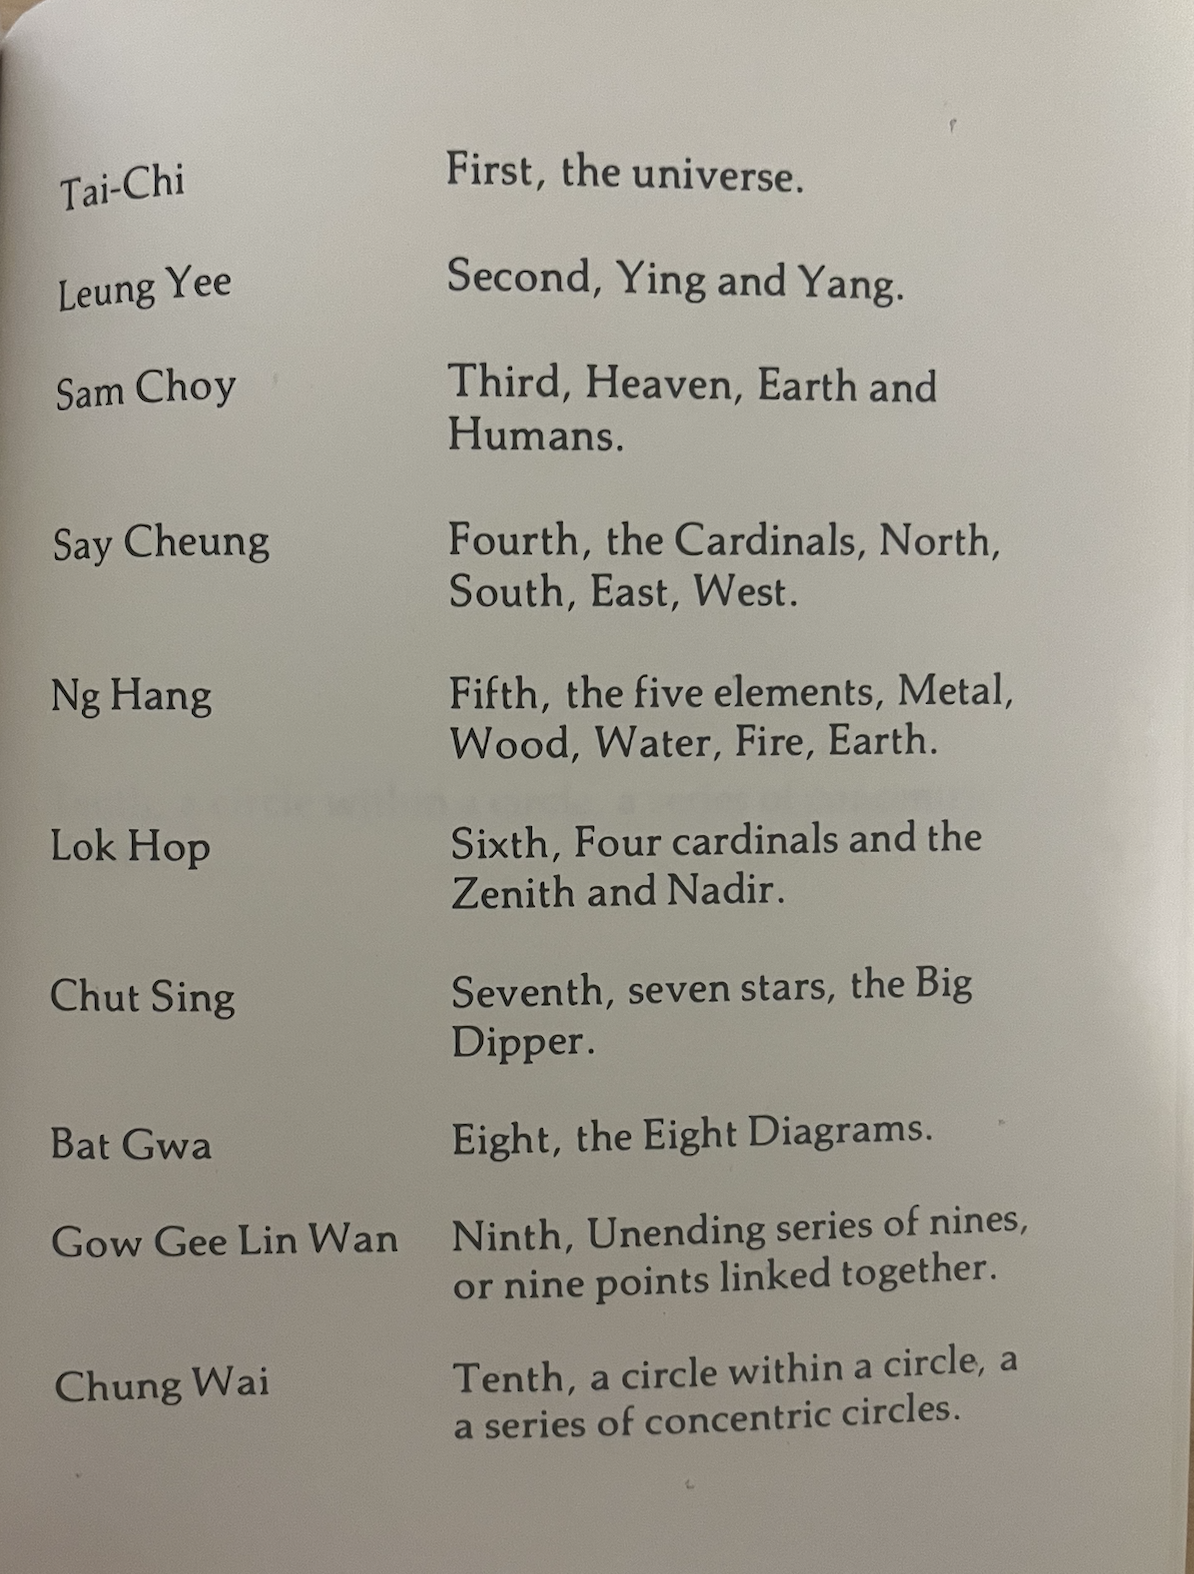 Tai-Chi First, the universe.
Leung Yee Second, Ying and Yang.
Sam Choy Third, Heaven, Earth and
Humans.
Say Cheung Fourth, the Cardinals, North,
South, East, West.
Ng Hang Fifth, the five elements, Metal,
Wood, Water, Fire, Earth.
Lok Hop Sixth, Four cardinals and the
Zenith and Nadir.
Chut Sing Seventh, seven stars, the Big
Dipper.
Bat Gwa Eight, the Eight Diagrams.
Gow Gee Lin Wan Ninth, Unending series of nines,
or nine points linked together.
Chung Wai Tenth, a circle within a circle, a
a series of concentric circles.